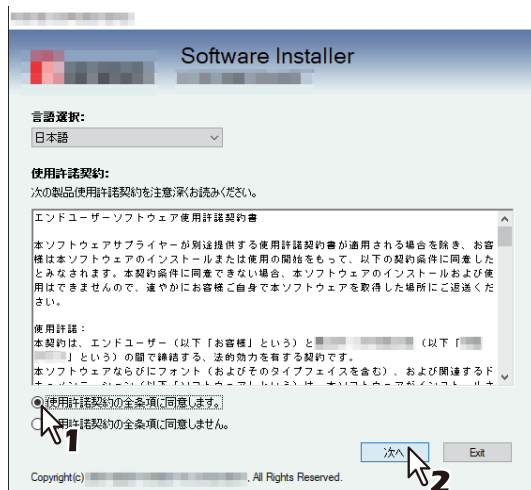 Software Installer
言語選択:
日本語
使用許諾契約:
次の製品使用許諾契約を注意深くお読みください。
エンドユーザーソフトウェア使用許諾契約書
本ソフトウェアサプライヤーが別途提供する使用許諾契約書が適用される場合を除き、お客
様は本ソフトウェアのインストールまたは使用の開始をもって、以下の契約条件に同意した
とみなされます。本契約条件に同意できない場合、本ソフトウェアのインストールおよび使
用はできませんので、速やかにお客様ご自身で本ソフトウェアを取得した場所にご返送くだ
さい。
使用許諾:
本契約は、エンドユーザー（以下「お客様」という）と （以下「
」という）の間で締結する、法的効力を有する契約です。
本ソフトウェアならびにフォント（およびそのタイプフェイスを含む）、および関連するド
使用許諾契約の全条項に同意します。
使用許諾契約の全条項に同意しません。
1
次へ
Exit
2
Copyright(c) , All Rights Reserved.